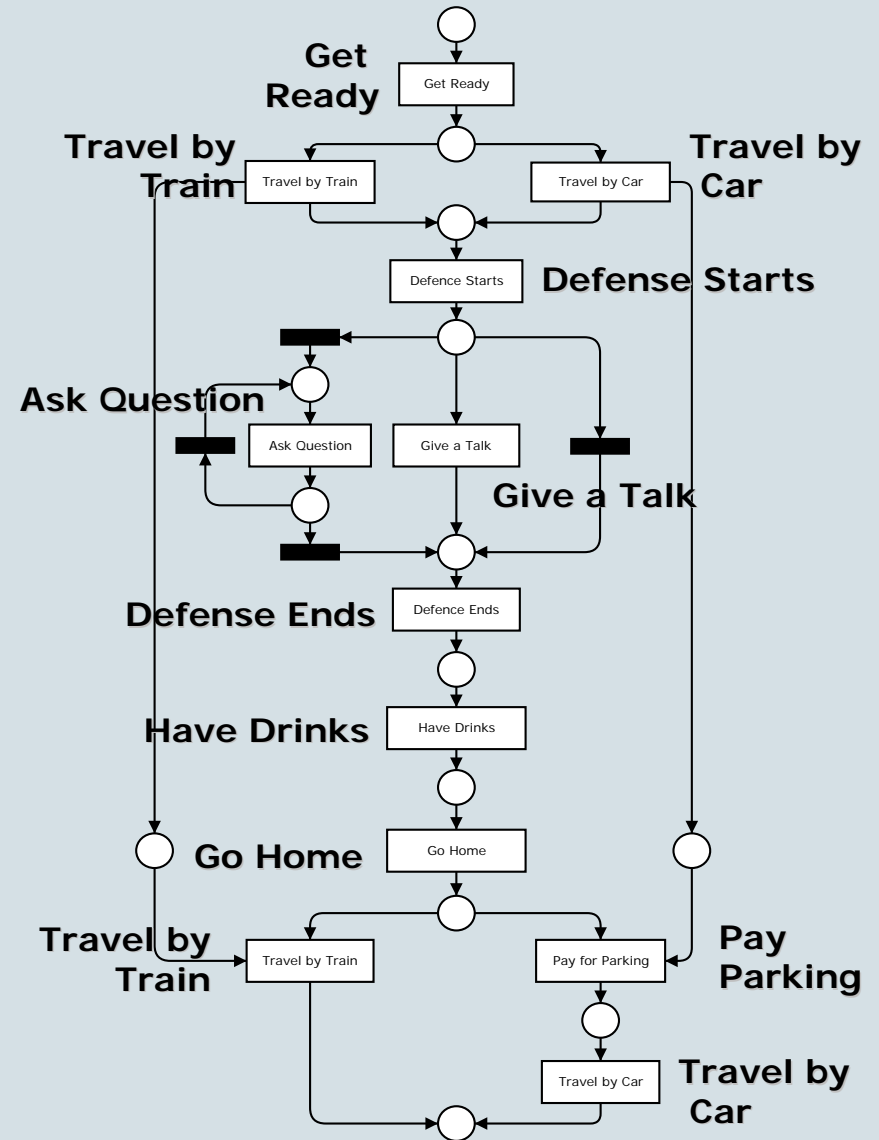 Get
Ready
Get Ready
Travel by
Train
Travel by Train
Travel by Car
Travel by
Car
Defence Starts
Defense Starts
Ask Question
Ask Question
Give a Talk
Give a Talk
Defense Ends
Defence Ends
Have Drinks
Have Drinks
Go Home
Go Home
Travel by
Train
Travel by Train
Pay for Parking
Pay
Parking
Travel by Car
Travel by
Car